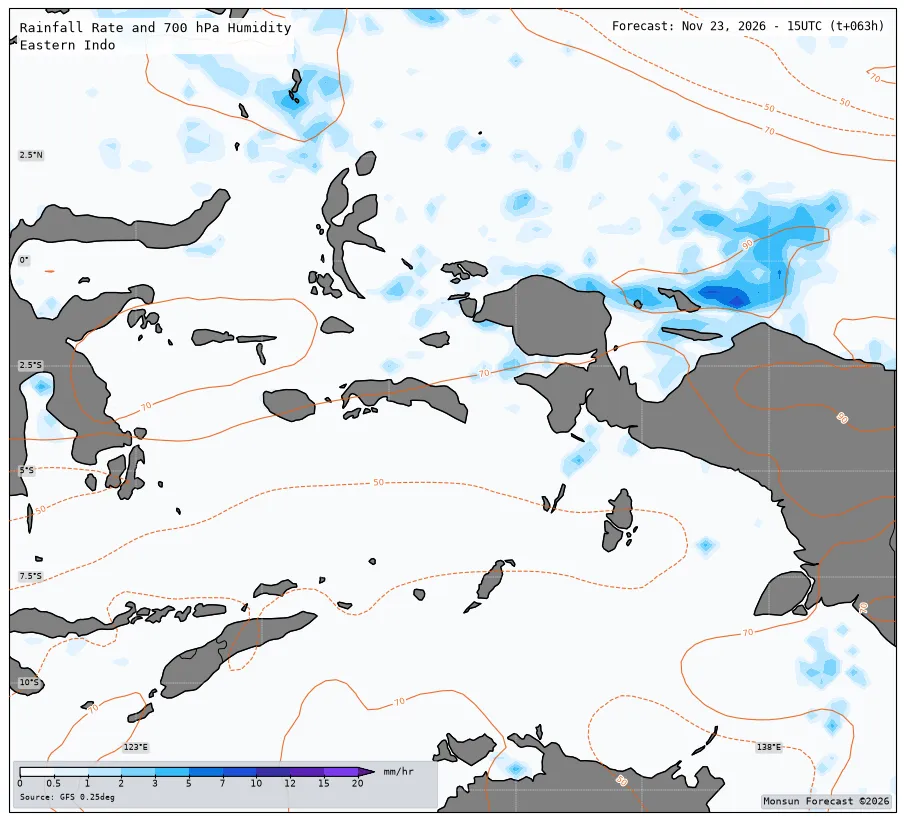 Rainfall Rate and 700 hPa Humidity
Eastern Indo
Forecast: Nov 23, 2026 - 15UTC (t+063h)
70
50
50
70
2.5°N
90
0°
2.5°S
70
70
50
5°S
50
50
7.5°S
70
70
10°S
70
70
123°E
138°E
50
mm/hr
0 0.5 1 2 3 5 7 10 12 15 20
Source: GFS 0.25deg
Monsun Forecast ©2026